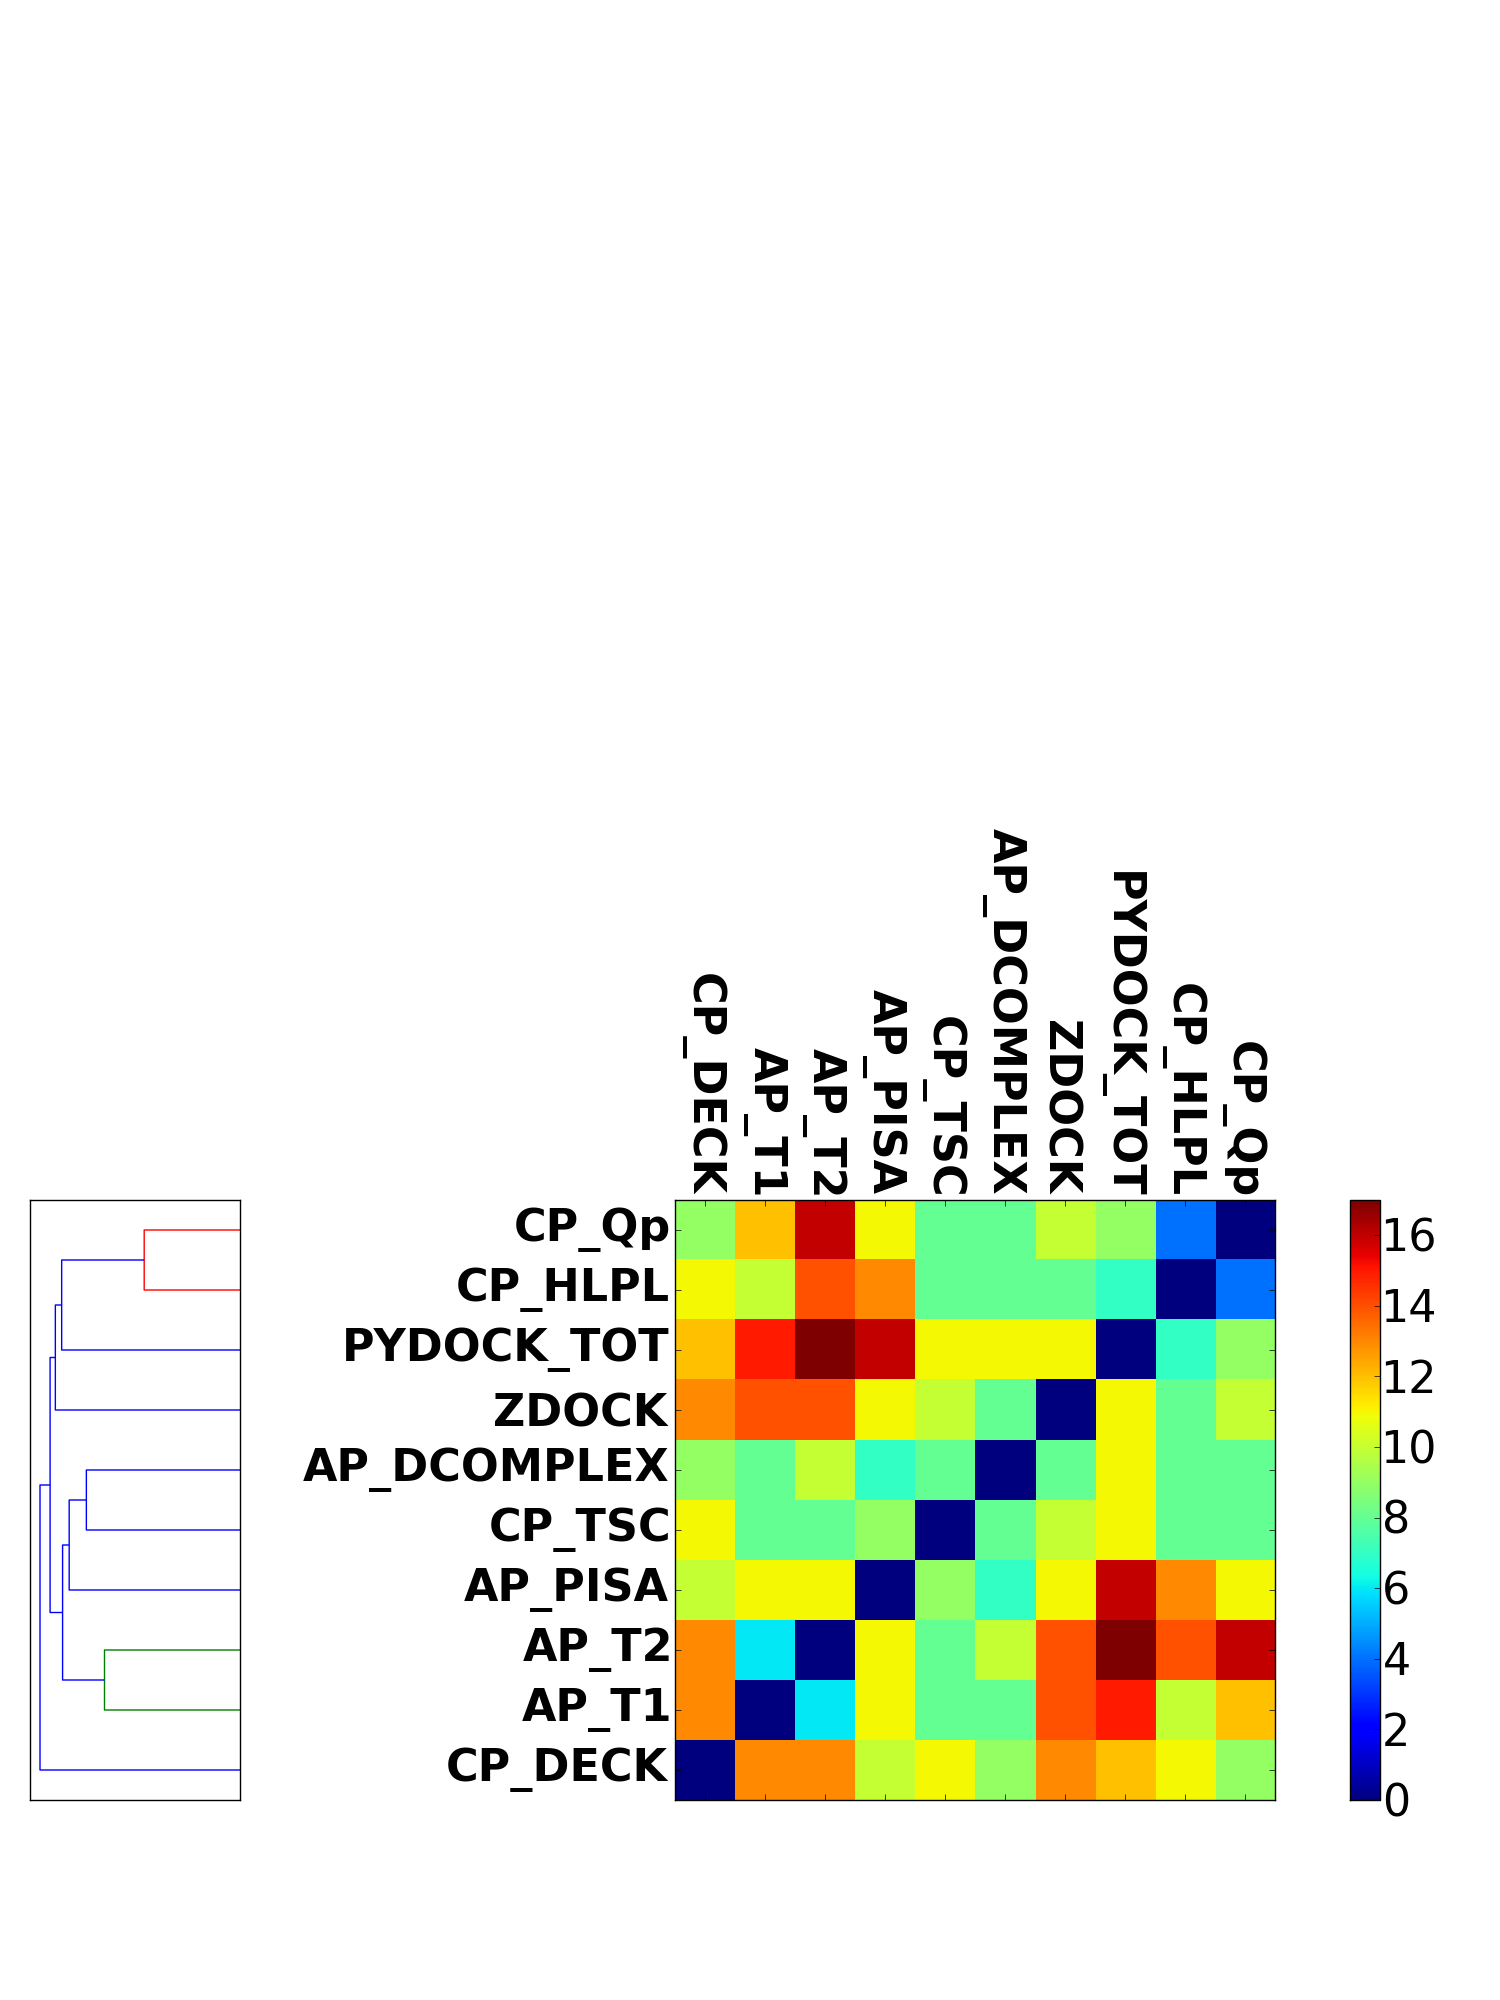 CP_DECK
AP_T1
AP_T2
AP_PISA
CP_TSC
AP_DCOMPLEX
ZDOCK
PYDOCK_TOT
CP_HLPL
CP_Qp
CP_Qp
CP_HLPL
PYDOCK_TOT
ZDOCK
AP_DCOMPLEX
CP_TSC
AP_PISA
AP_T2
AP_T1
CP_DECK
16
14
12
10
8
6
4
2
0